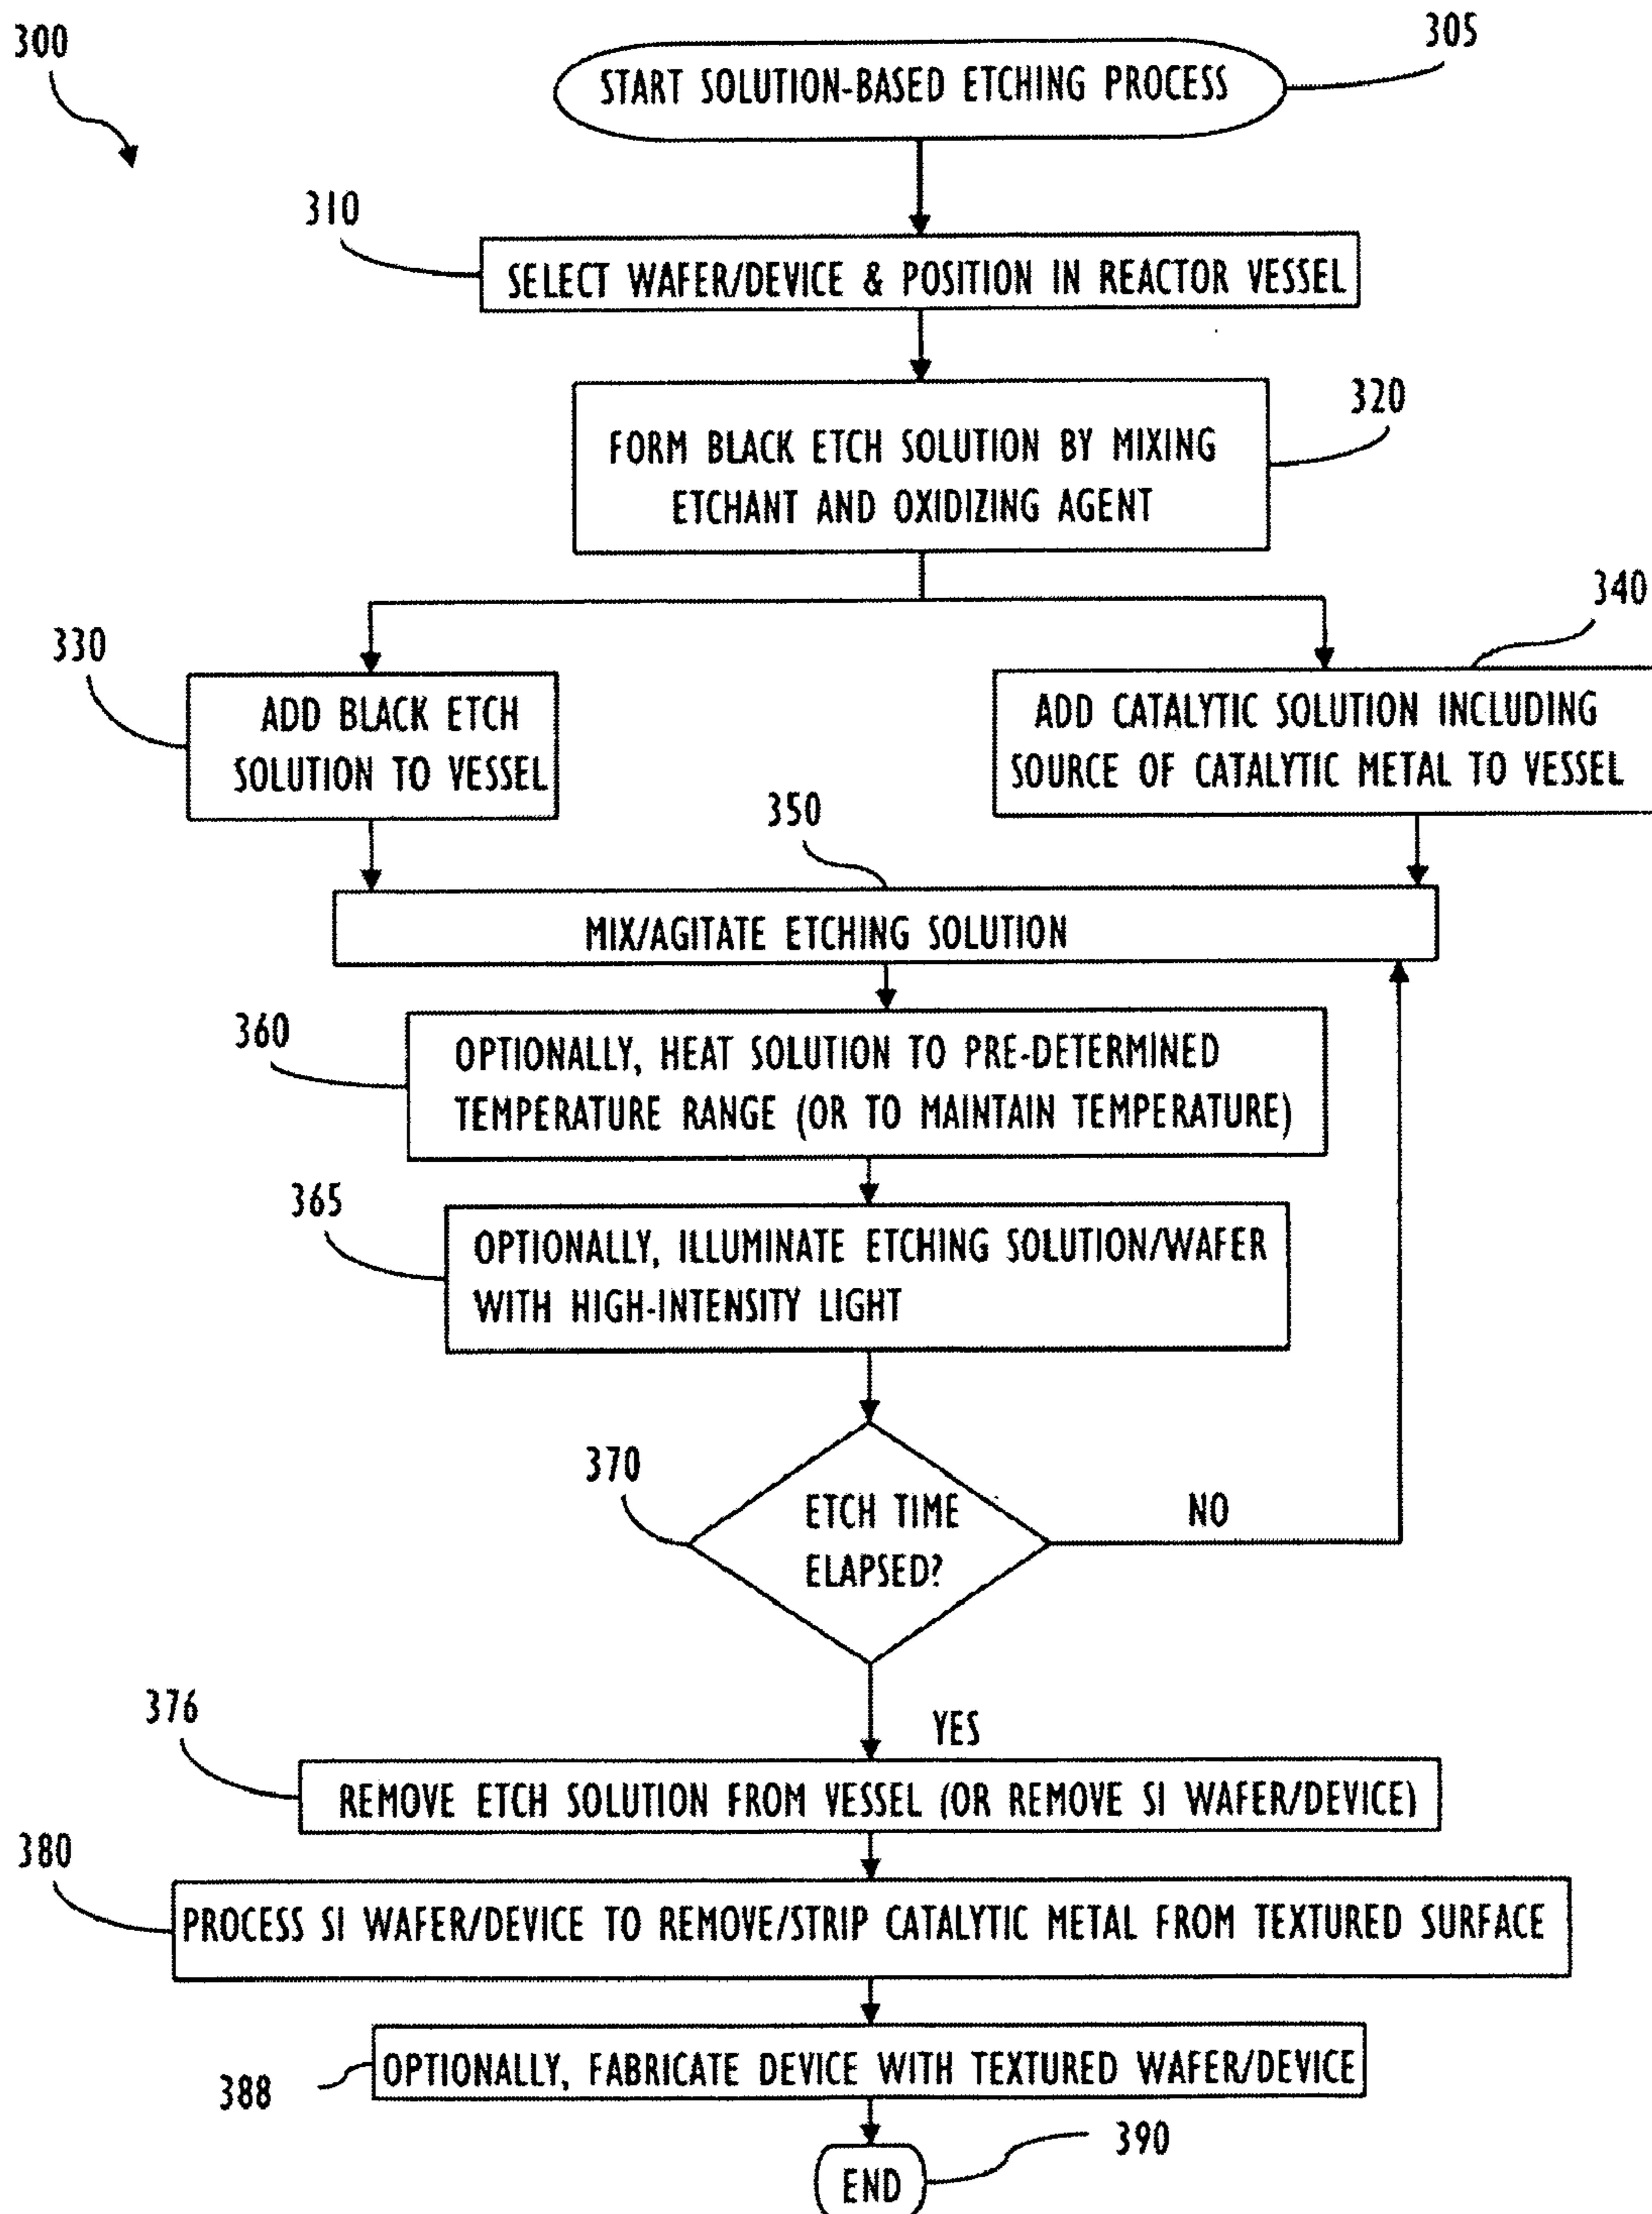 300
305
START SOLUTION-BASED ETCHING PROCESS
310
SELECT WAFER/DEVICE & POSITION IN REACTOR VESSEL
320
FORM BLACK ETCH SOLUTION BY MIXING
ETCHANT AND OXIDIZING AGENT
330
ADD BLACK ETCH
SOLUTION TO VESSEL
340
ADD CATALYTIC SOLUTION INCLUDING
SOURCE OF CATALYTIC METAL TO VESSEL
350
MIX/AGITATE ETCHING SOLUTION
360
OPTIONALLY, HEAT SOLUTION TO PRE-DETERMINED
TEMPERATURE RANGE (OR TO MAINTAIN TEMPERATURE)
365
OPTIONALLY, ILLUMINATE ETCHING SOLUTION/WAFER
WITH HIGH-INTENSITY LIGHT
370
ETCH TIME
ELAPSED?
NO
YES
376
REMOVE ETCH SOLUTION FROM VESSEL (OR REMOVE SI WAFER/DEVICE)
380
PROCESS SI WAFER/DEVICE TO REMOVE/STRIP CATALYTIC METAL FROM TEXTURED SURFACE
388
OPTIONALLY, FABRICATE DEVICE WITH TEXTURED WAFER/DEVICE
390
END